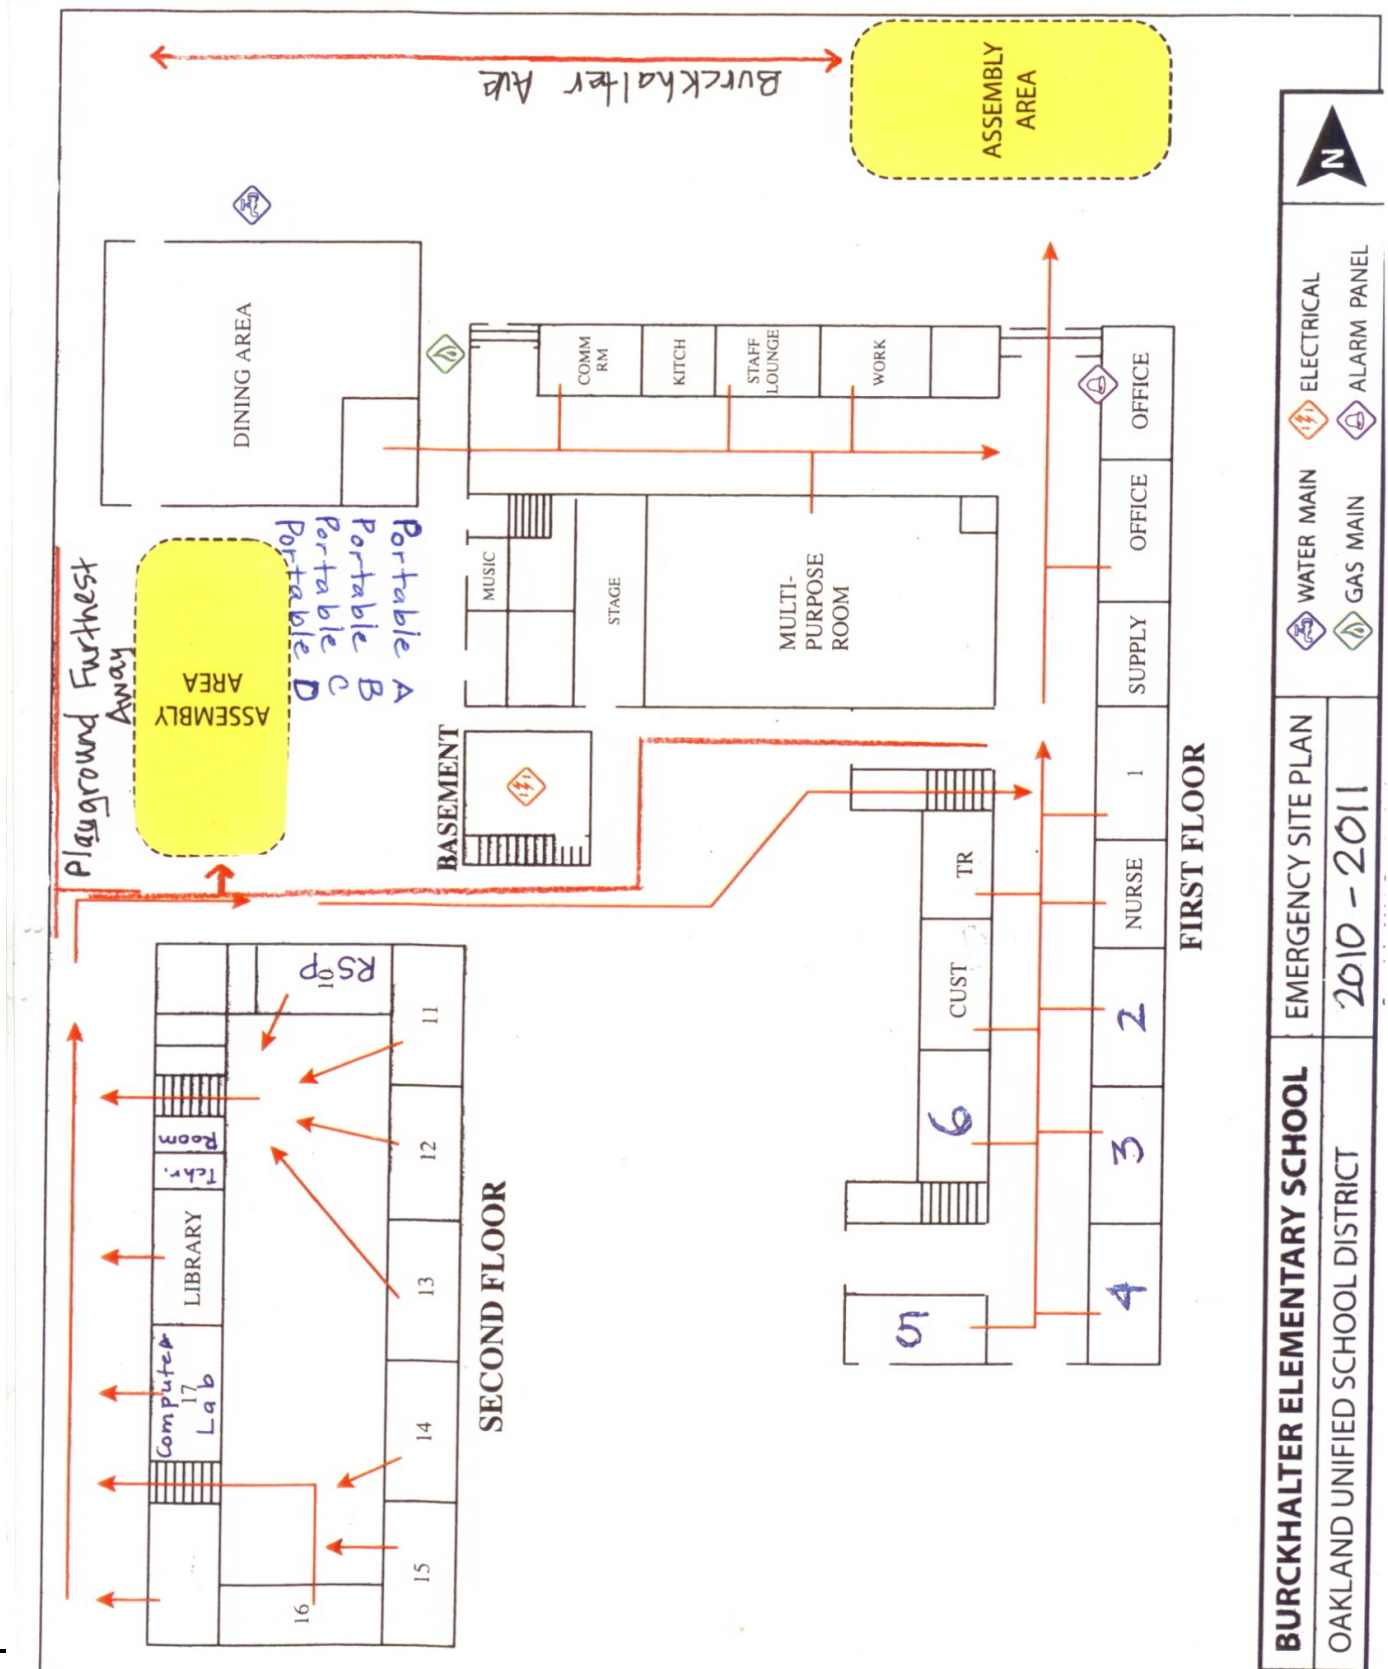 Burckhalter Ave
ASSEMBLY
AREA
DINING AREA
Playground Furthest
Away
ASSEMBLY
AREA
Portable A
Portable B
Portable C
Portable D
COMM
RM
KITCH
STAFF
LOUNGE
WORK
MUSIC
STAGE
MULTI-
PURPOSE
ROOM
BASEMENT
OFFICE
OFFICE
SUPPLY
1
NURSE
2
3
4
5
6
CUST
TR
FIRST FLOOR
RSP
10
11
12
13
14
15
16
Computer
17
Lab
LIBRARY
Tchr.
Room
SECOND FLOOR
BURCKHALTER ELEMENTARY SCHOOL
OAKLAND UNIFIED SCHOOL DISTRICT
EMERGENCY SITE PLAN
2010 - 2011
WATER MAIN
ELECTRICAL
GAS MAIN
ALARM PANEL
N